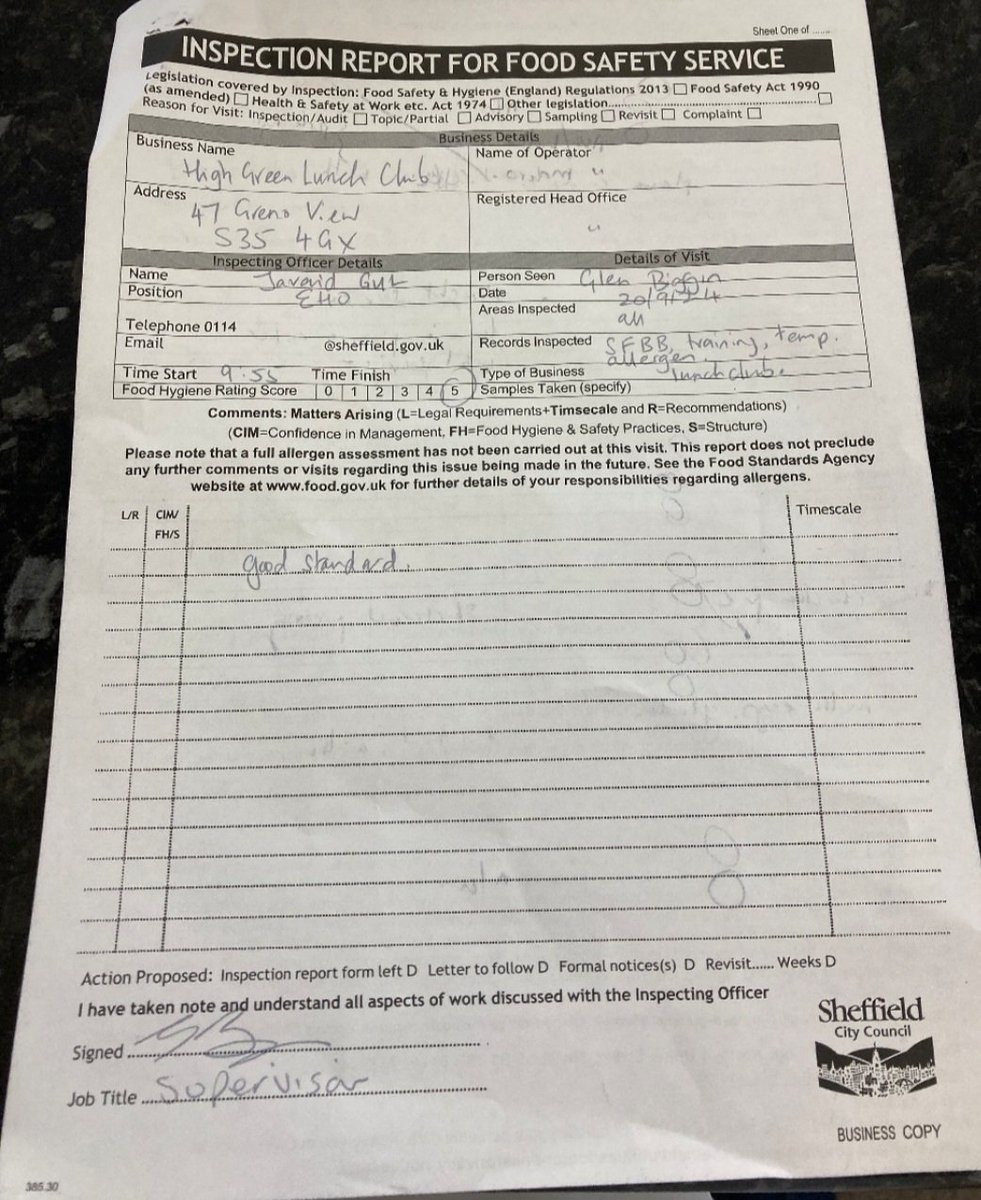 Sheet One of ......
INSPECTION REPORT FOR FOOD SAFETY SERVICE
Legislation covered by Inspection: Food Safety & Hygiene (England) Regulations 2013 ☐ Food Safety Act 1990
(as amended) ☐ Health & Safety at Work etc. Act 1974 ☐ Other legislation.......................................................... ☐
Reason for Visit: Inspection/Audit ☐ Topic/Partial ☐ Advisory ☐ Sampling ☐ Revisit ☐ Complaint ☐
Business Details
Business Name
High Green Lunch Club
Name of Operator
"
Address
47 Greno View
S35 4GX
Registered Head Office
"
Inspecting Officer Details
Details of Visit
Name Javaid Gul
Position EHO
Telephone 0114
Email @sheffield.gov.uk
Person Seen Glen
Date 20/9/24
Areas Inspected
all
Records Inspected SFBB, training, temp.
allergen.
Time Start 9.55 Time Finish
Type of Business lunch clube
Food Hygiene Rating Score 0 1 2 3 4 5
Samples Taken (specify)
Comments: Matters Arising (L=Legal Requirements+Timsecale and R=Recommendations)
(CIM=Confidence in Management, FH=Food Hygiene & Safety Practices, S=Structure)
Please note that a full allergen assessment has not been carried out at this visit. This report does not preclude
any further comments or visits regarding this issue being made in the future. See the Food Standards Agency
website at www.food.gov.uk for further details of your responsibilities regarding allergens.
L/R CIM/ Timescale
FH/S
good standard.
Action Proposed: Inspection report form left D Letter to follow D Formal notices(s) D Revisit...... Weeks D
I have taken note and understand all aspects of work discussed with the Inspecting Officer
Signed
Job Title Supervisor
Sheffield
City Council
BUSINESS COPY
385.30